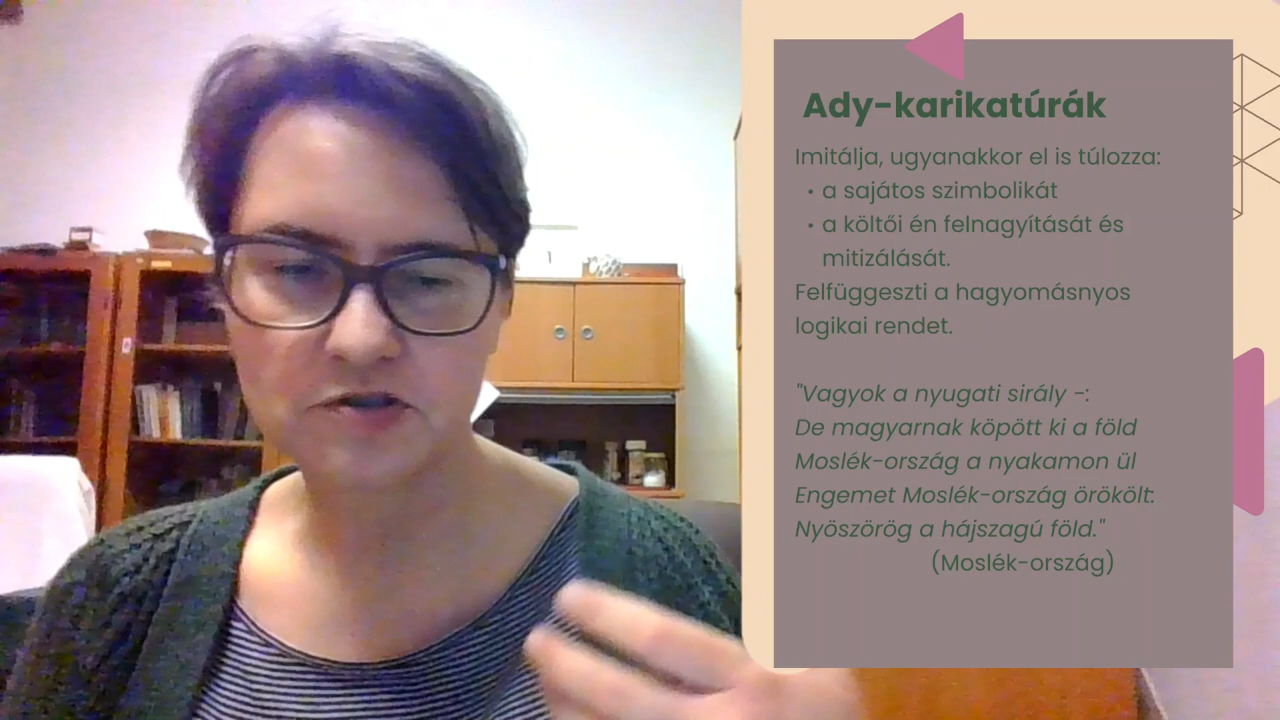 Ady-karikatúrák
Imitálja, ugyanakkor el is túlozza:
• a sajátos szimbolikát
• a költői én felnagyítását és
mitizálását.
Felfüggeszti a hagyomásnyos
logikai rendet.
"Vagyok a nyugati sirály -:
De magyarnak köpött ki a föld
Moslék-ország a nyakamon ül
Engemet Moslék-ország örökölt:
Nyöszörög a hájszagú föld."
(Moslék-ország)